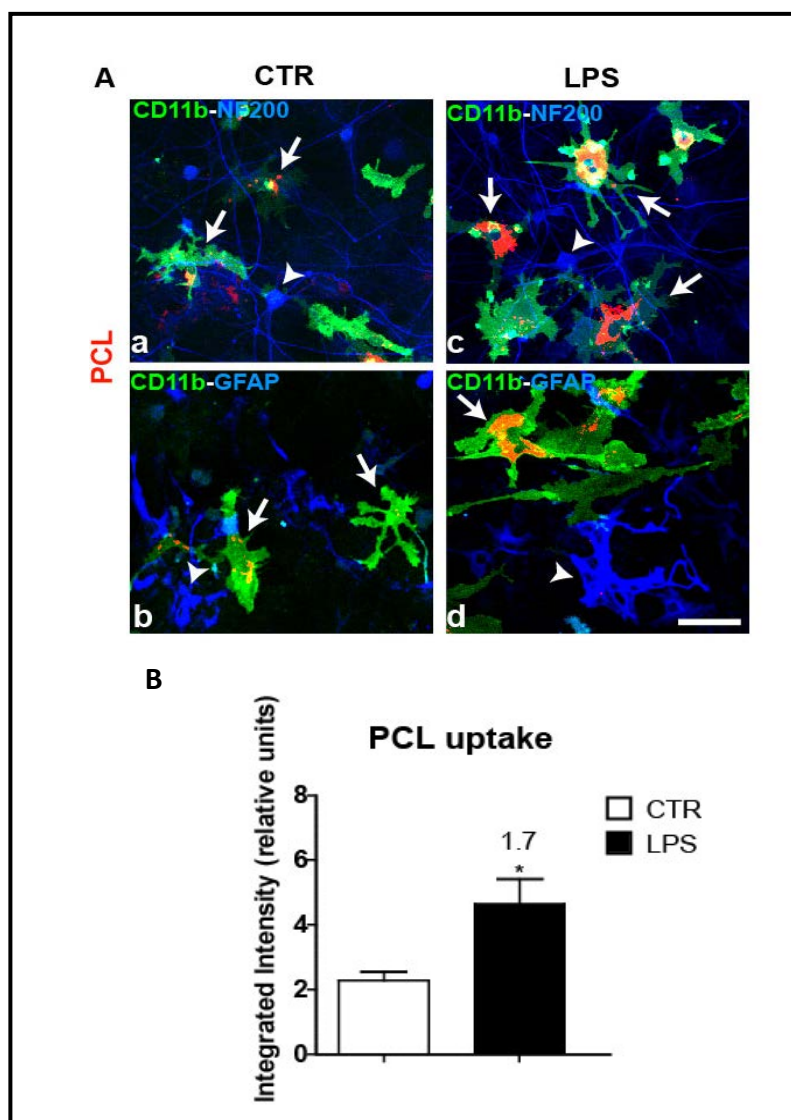 A CTR LPS
CD11b-NF200 CD11b-NF200
a c
PCL
CD11b-GFAP CD11b-GFAP
b d
B
PCL uptake
Integrated Intensity (relative units)
8
6
4
2
0
1.7
*
CTR
LPS